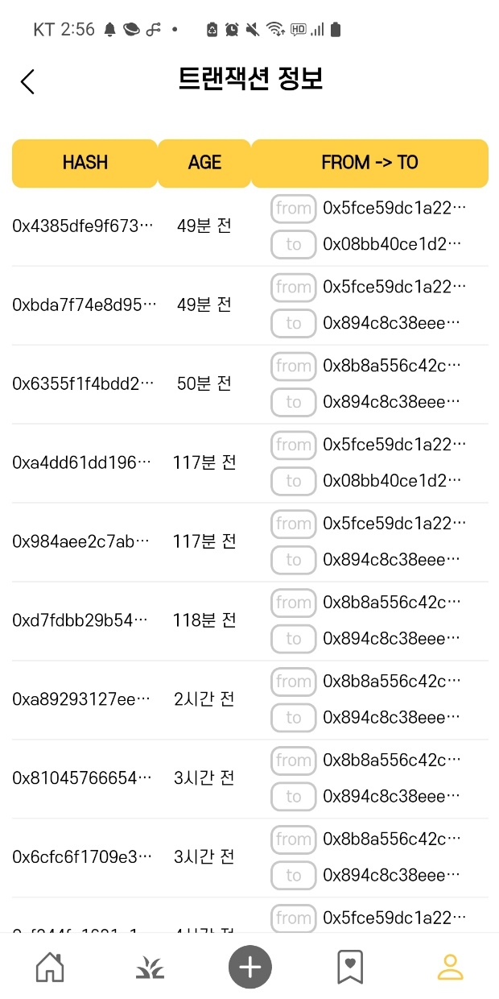 KT 2:56
HD
트랜잭션 정보
HASH AGE FROM -> TO
0x4385dfe9f673… 49분 전 from 0x5fce59dc1a22…
to 0x08bb40ce1d2…
0xbda7f74e8d95… 49분 전 from 0x5fce59dc1a22…
to 0x894c8c38eee…
0x6355f1f4bdd2… 50분 전 from 0x8b8a556c42c…
to 0x894c8c38eee…
0xa4dd61dd196… 117분 전 from 0x5fce59dc1a22…
to 0x08bb40ce1d2…
0x984aee2c7ab… 117분 전 from 0x5fce59dc1a22…
to 0x894c8c38eee…
0xd7fdbb29b54… 118분 전 from 0x8b8a556c42c…
to 0x894c8c38eee…
0xa89293127ee… 2시간 전 from 0x8b8a556c42c…
to 0x894c8c38eee…
0x81045766654… 3시간 전 from 0x8b8a556c42c…
to 0x894c8c38eee…
0x6cfc6f1709e3… 3시간 전 from 0x8b8a556c42c…
to 0x894c8c38eee…
from 0x5fce59dc1a22…